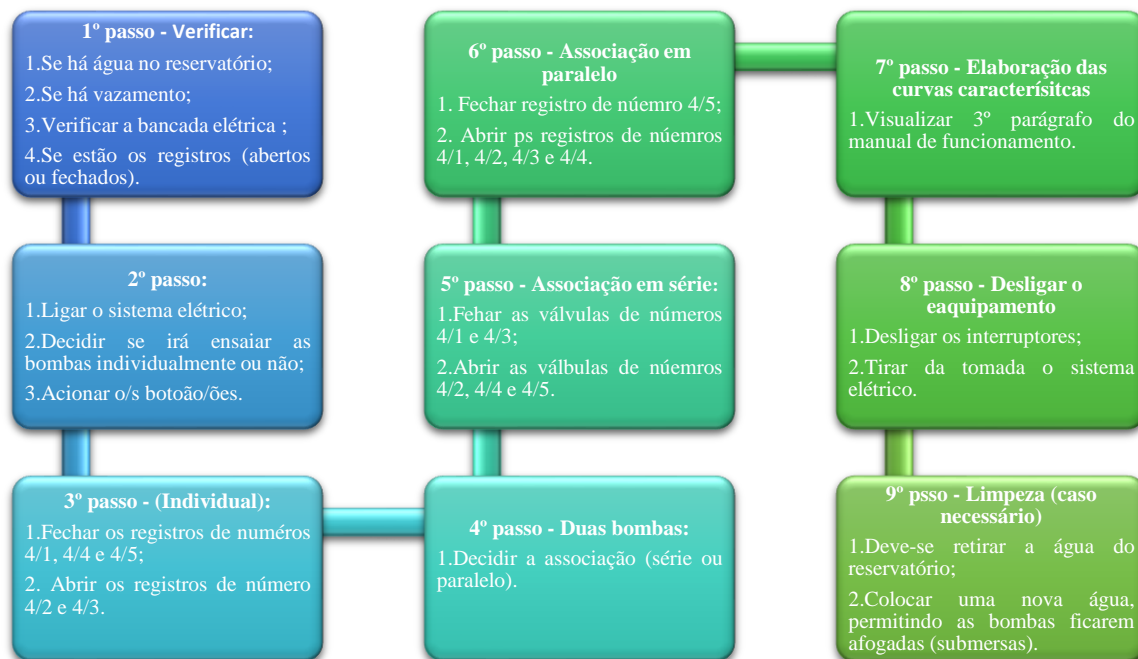 1º passo - Verificar:
1.Se há água no reservatório;
2.Se há vazamento;
3.Verificar a bancada elétrica ;
4.Se estão os registros (abertos
ou fechados).
2º passo:
1.Ligar o sistema elétrico;
2.Decidir se irá ensaiar as
bombas individualmente ou não;
3.Acionar o/s botoão/ões.
3º passo - (Individual):
1.Fechar os registros de numéros
4/1, 4/4 e 4/5;
2. Abrir os registros de número
4/2 e 4/3.
4º passo - Duas bombas:
1.Decidir a associação (série ou
paralelo).
5º passo - Associação em série:
1.Fehar as válvulas de números
4/1 e 4/3;
2.Abrir as válbulas de núemros
4/2, 4/4 e 4/5.
6º passo - Associação em
paralelo
1. Fechar registro de núemro 4/5;
2. Abrir ps registros de núemros
4/1, 4/2, 4/3 e 4/4.
7º passo - Elaboração das
curvas caracterísitcas
1.Visualizar 3º parágrafo do
manual de funcionamento.
8º passo - Desligar o
eaquipamento
1.Desligar os interruptores;
2.Tirar da tomada o sistema
elétrico.
9º psso - Limpeza (caso
necessário)
1.Deve-se retirar a água do
reservatório;
2.Colocar uma nova água,
permitindo as bombas ficarem
afogadas (submersas).